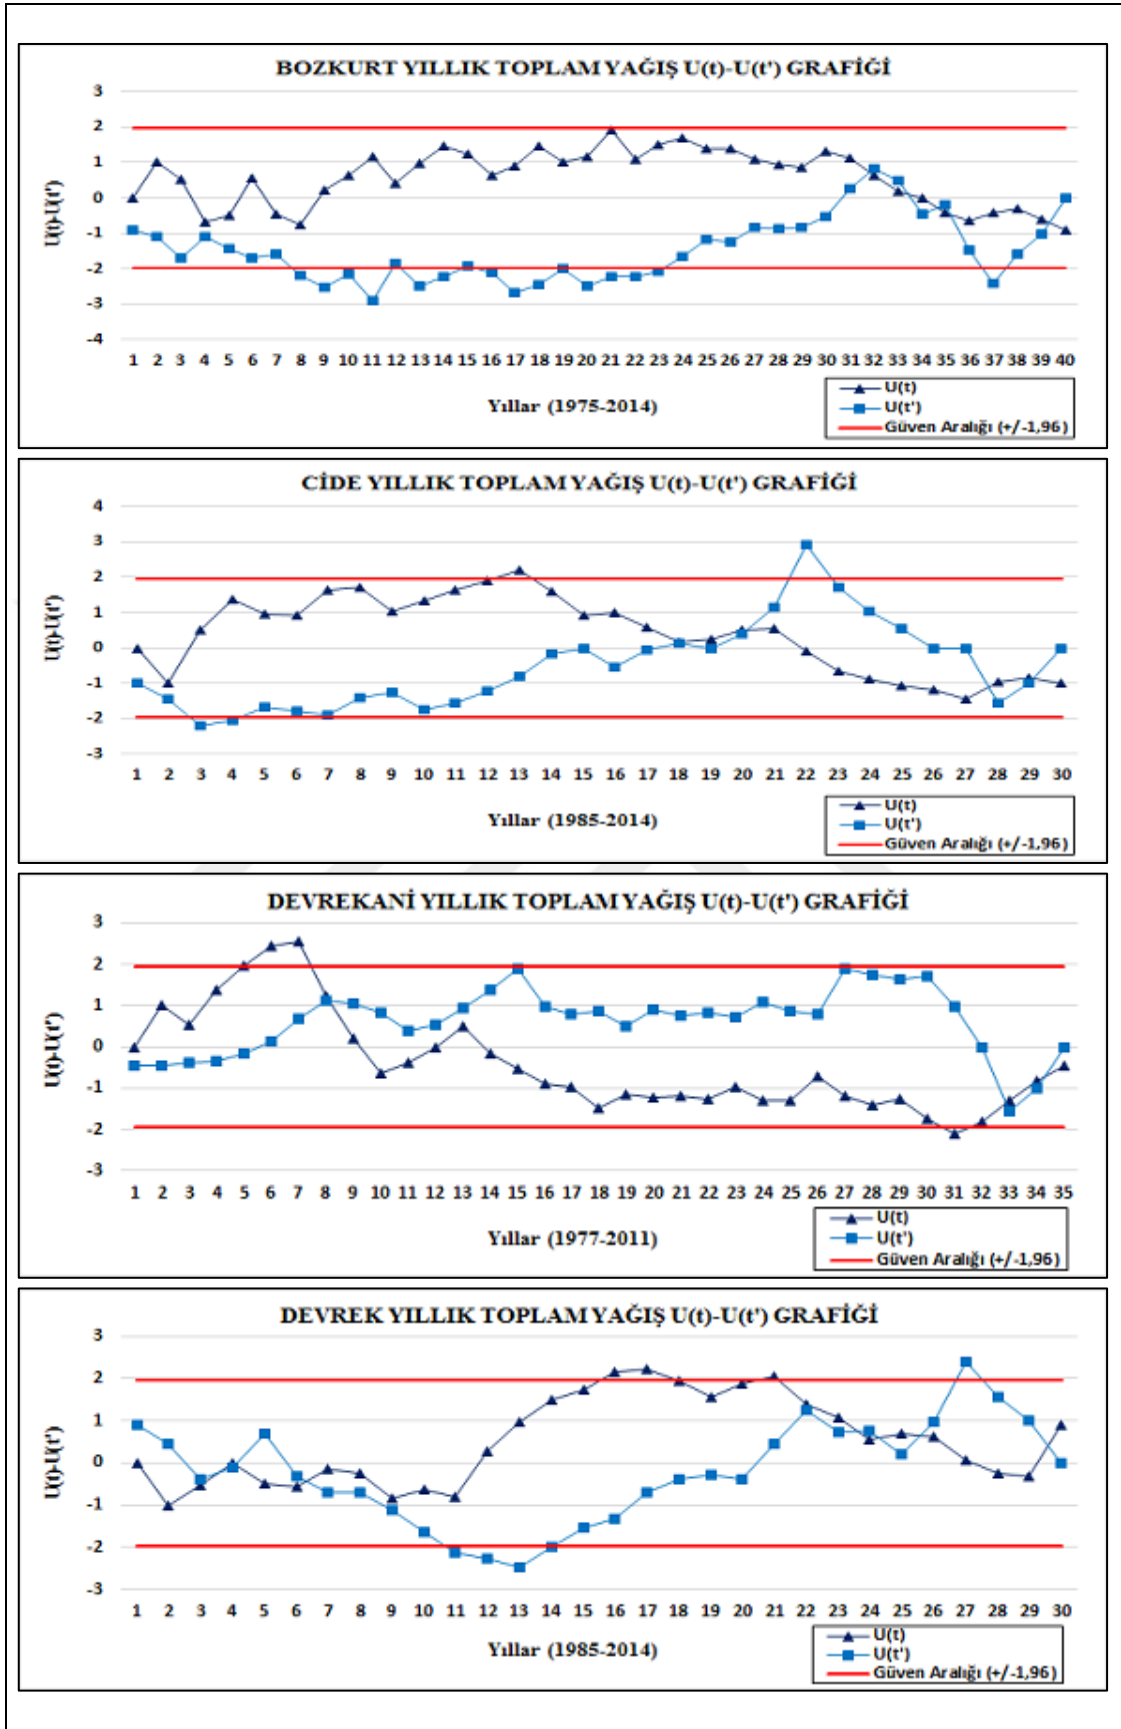 BOZKURT YILLIK TOPLAM YAĞIŞ U(t)-U(t') GRAFİĞİ
3
2
1
0
-1
-2
-3
-4
U(t)-U(t')
1 2 3 4 5 6 7 8 9 10 11 12 13 14 15 16 17 18 19 20 21 22 23 24 25 26 27 28 29 30 31 32 33 34 35 36 37 38 39 40
Yıllar (1975-2014)
U(t)
U(t')
Güven Aralığı (+/-1,96)
CİDE YILLIK TOPLAM YAĞIŞ U(t)-U(t') GRAFİĞİ
4
3
2
1
0
-1
-2
-3
U(t)-U(t')
1 2 3 4 5 6 7 8 9 10 11 12 13 14 15 16 17 18 19 20 21 22 23 24 25 26 27 28 29 30
Yıllar (1985-2014)
U(t)
U(t')
Güven Aralığı (+/-1,96)
DEVREKANİ YILLIK TOPLAM YAĞIŞ U(t)-U(t') GRAFİĞİ
3
2
1
0
-1
-2
-3
U(t)-U(t')
1 2 3 4 5 6 7 8 9 10 11 12 13 14 15 16 17 18 19 20 21 22 23 24 25 26 27 28 29 30 31 32 33 34 35
Yıllar (1977-2011)
U(t)
U(t')
Güven Aralığı (+/-1,96)
DEVREK YILLIK TOPLAM YAĞIŞ U(t)-U(t') GRAFİĞİ
3
2
1
0
-1
-2
-3
U(t)-U(t')
1 2 3 4 5 6 7 8 9 10 11 12 13 14 15 16 17 18 19 20 21 22 23 24 25 26 27 28 29 30
Yıllar (1985-2014)
U(t)
U(t')
Güven Aralığı (+/-1,96)